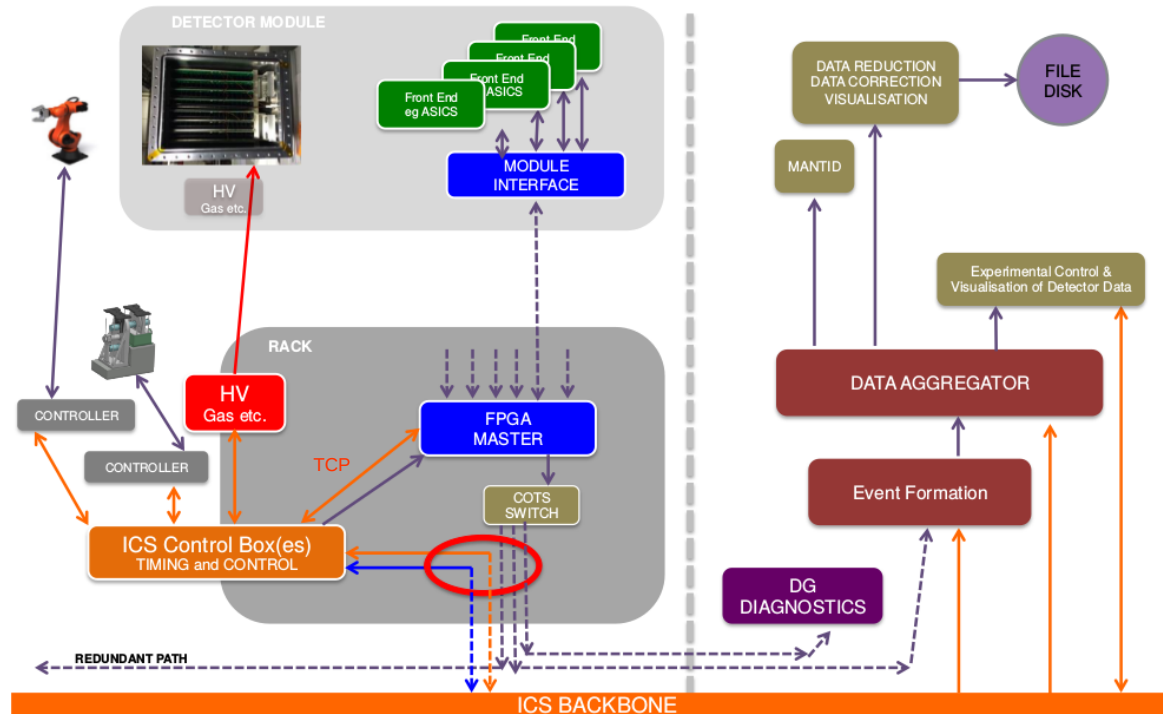 DETECTOR MODULE
Front End
Front End
Front End
ASICS
Front End
eg ASICS
MODULE
INTERFACE
HV
Gas etc.
DATA REDUCTION
DATA CORRECTION
VISUALISATION
FILE
DISK
MANTID
Experimental Control &
Visualisation of Detector Data
RACK
HV
Gas etc.
CONTROLLER
CONTROLLER
FPGA
MASTER
TCP
COTS
SWITCH
ICS Control Box(es)
TIMING and CONTROL
DATA AGGREGATOR
Event Formation
DG
DIAGNOSTICS
REDUNDANT PATH
ICS BACKBONE